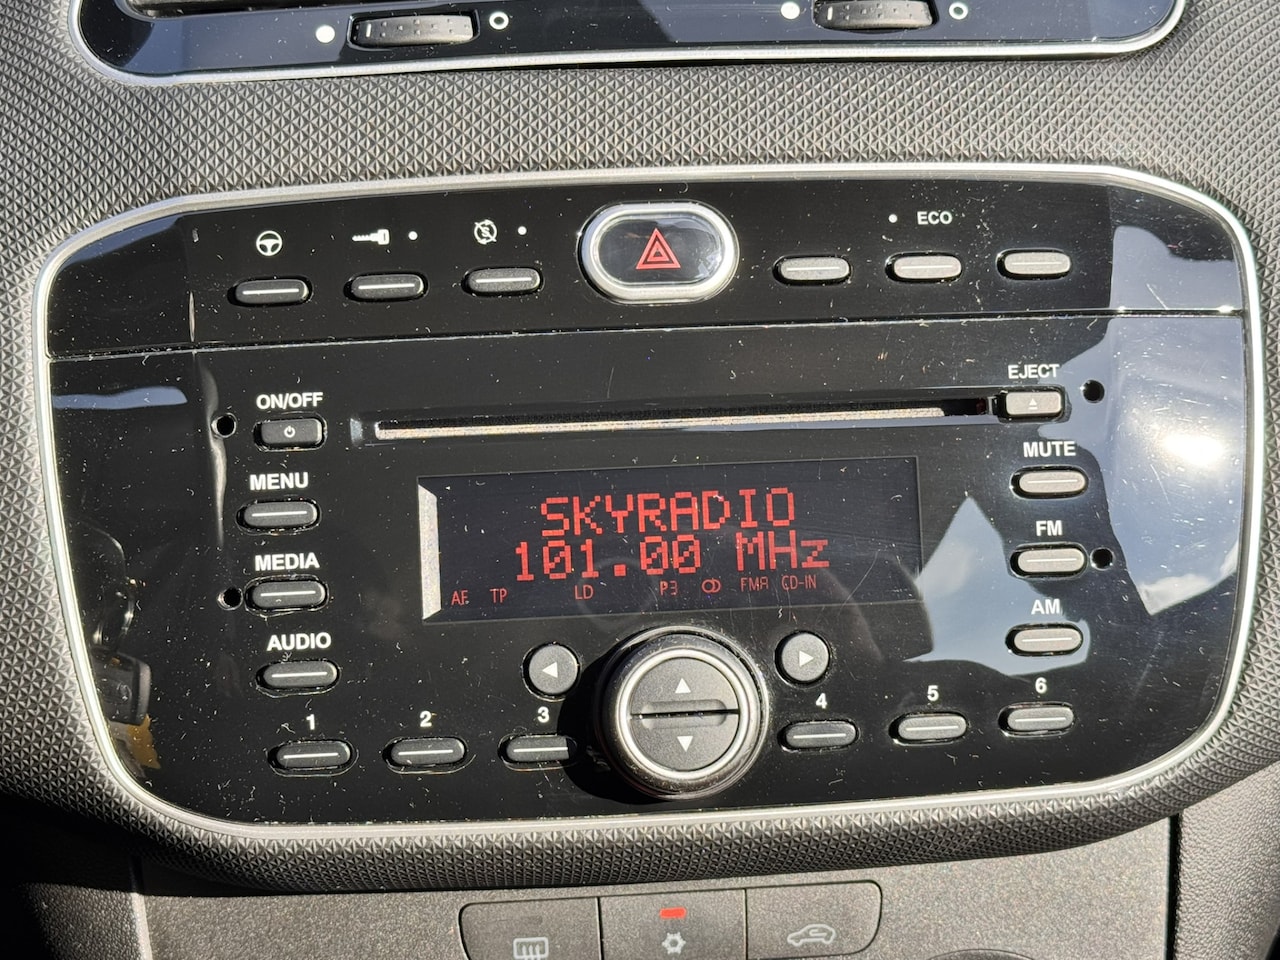 ECO
EJECT
ON/OFF
MUTE
MENU
SKYRADIO
101.00 MHz
FM
MEDIA
AF TP LD P3 FMA CD-IN
AM
AUDIO
1 2 3 4 5 6